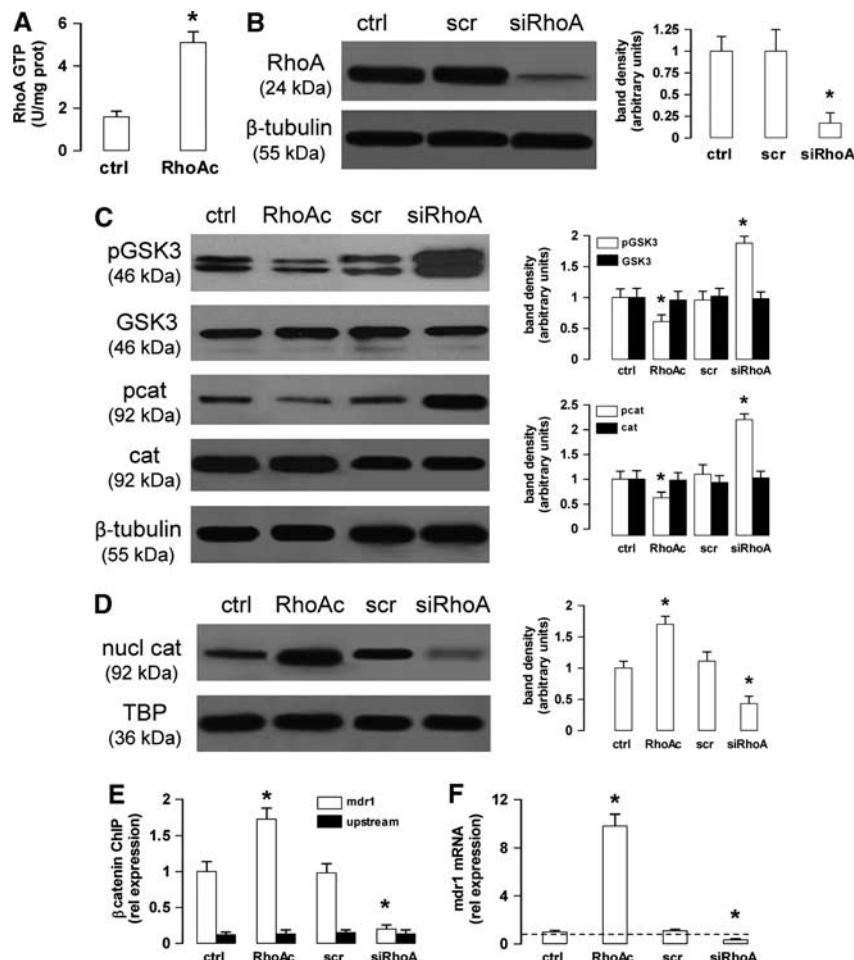 A
RhoA GTP
(U/mg prot)
6
4
2
0
*
ctrl RhoAc
B
ctrl scr siRhoA
RhoA
(24 kDa)
β-tubulin
(55 kDa)
band density
(arbitrary units)
1.25
1
0.75
0.5
0.25
0
*
ctrl scr siRhoA
C
ctrl RhoAc scr siRhoA
pGSK3
(46 kDa)
GSK3
(46 kDa)
pcat
(92 kDa)
cat
(92 kDa)
β-tubulin
(55 kDa)
band density
(arbitrary units)
2
1.5
1
0.5
0
pGSK3
GSK3
*
*
ctrl RhoAc scr siRhoA
band density
(arbitrary units)
2.5
2
1.5
1
0.5
0
pcat
cat
*
*
ctrl RhoAc scr siRhoA
D
ctrl RhoAc scr siRhoA
nucl cat
(92 kDa)
TBP
(36 kDa)
band density
(arbitrary units)
2
1.5
1
0.5
0
*
*
ctrl RhoAc scr siRhoA
E
β catenin ChIP
(rel expression)
2
1.5
1
0.5
0
*
*
mdr1
upstream
ctrl RhoAc scr siRhoA
F
mdr1 mRNA
(rel expression)
12
8
4
0
*
*
ctrl RhoAc scr siRhoA